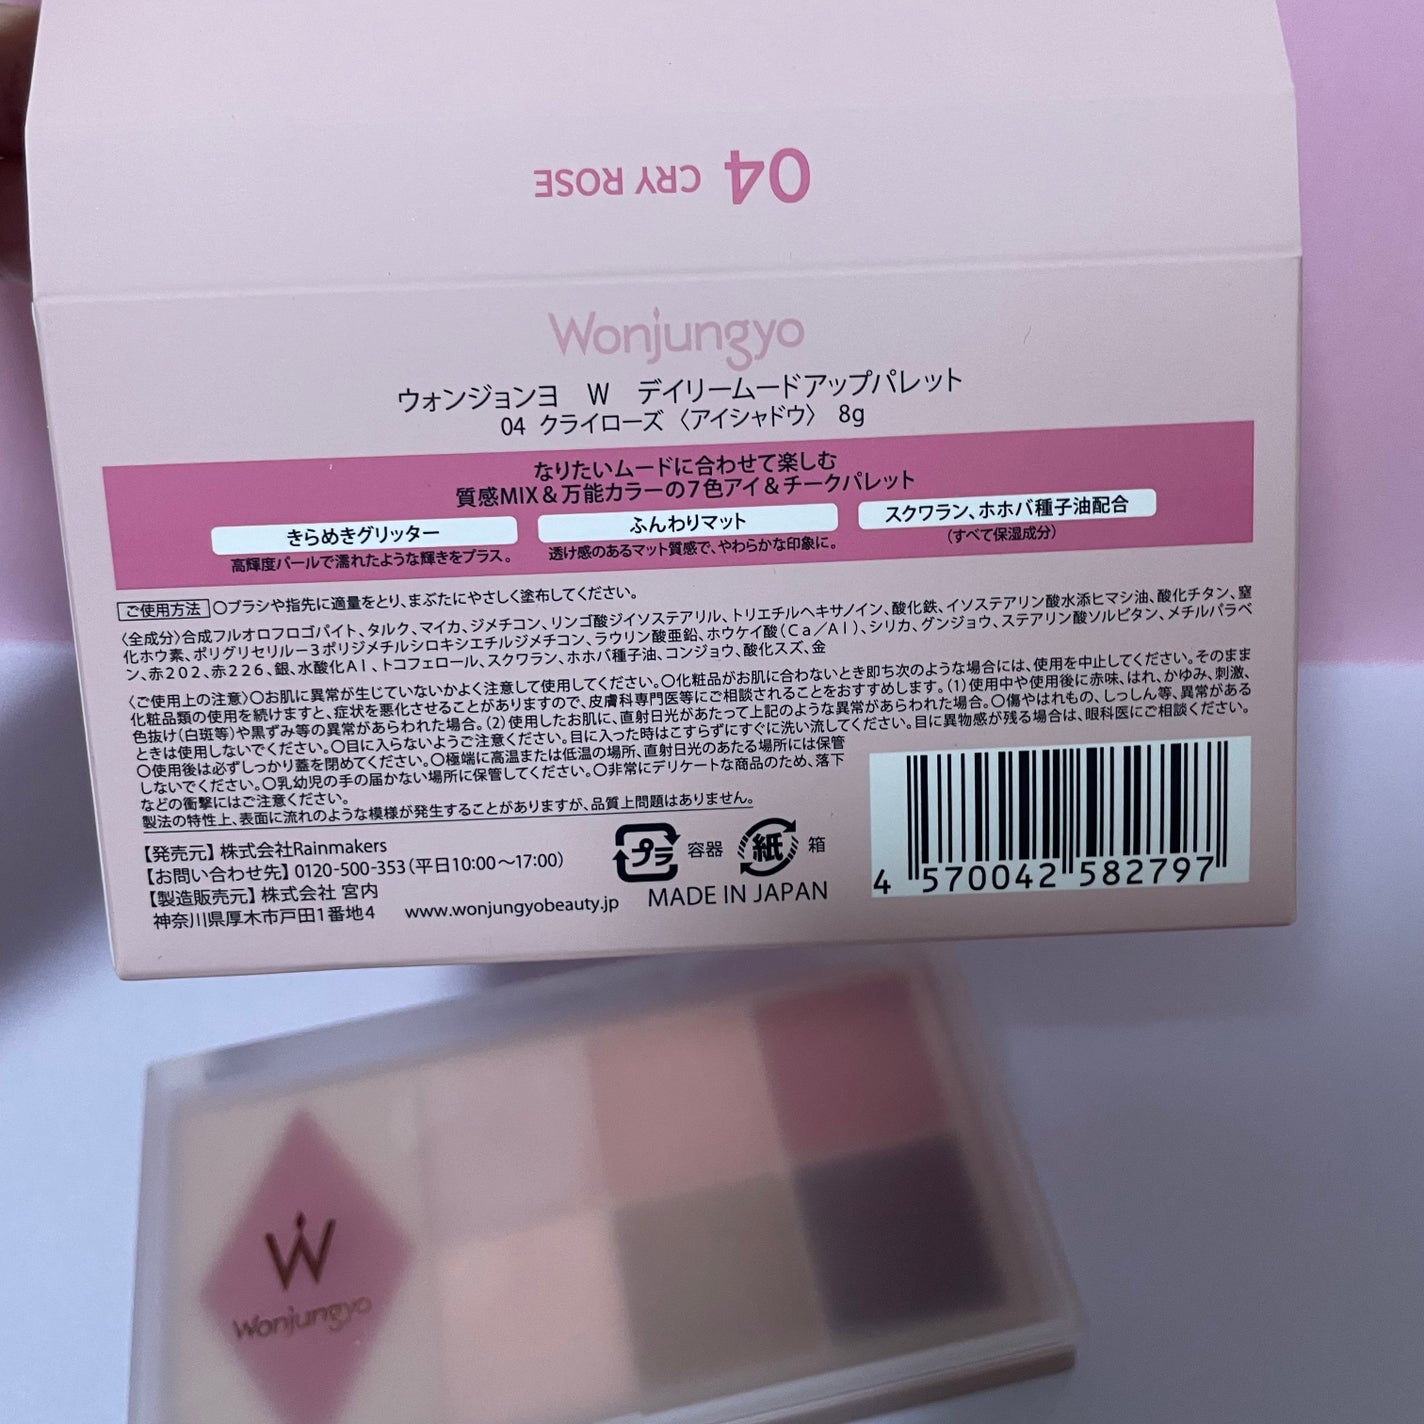 04 CRY ROSE
Wonjungyo
ウォンジョンヨ W デイリームードアップパレット
04 クライローズ 〈アイシャドウ〉 8g
なりたいムードに合わせて楽しむ
質感MIX&万能カラーの7色アイ&チークパレット
きらめきグリッター
高輝度パールで濡れたような輝きをプラス。
ふんわりマット
透け感のあるマット質感で、やわらかな印象に。
スクワラン、ホホバ種子油配合
(すべて保湿成分)
ご使用方法 〇ブラシや指先に適量をとり、まぶたにやさしく塗布してください。
〈全成分〉合成フルオロフロゴパイト、タルク、マイカ、ジメチコン、リンゴ酸ジイソステアリル、トリエチルヘキサノイン、酸化鉄、イソステアリン酸水添ヒマシ油、酸化チタン、窒
化ホウ素、ポリグリセリル-3ポリジメチルシロキシエチルジメチコン、ラウリン酸亜鉛、ホウケイ酸(Ca/Al)、シリカ、グンジョウ、ステアリン酸ソルビタン、メチルパラベ
ン、赤202、赤226、銀、水酸化Al、トコフェロール、スクワラン、ホホバ種子油、コンジョウ、酸化スズ、金
〈ご使用上の注意〉〇お肌に異常が生じていないかよく注意して使用してください。〇化粧品がお肌に合わないとき即ち次のような場合には、使用を中止してください。そのまま
化粧品類の使用を続けますと、症状を悪化させることがありますので、皮膚科専門医等にご相談されることをおすすめします。(1)使用中や使用後に赤味、はれ、かゆみ、刺激、
色抜け(白斑等)や黒ずみ等の異常があらわれた場合。(2)使用したお肌に、直射日光があたって上記のような異常があらわれた場合。〇傷やはれもの、しっしん等、異常がある
ときは使用しないでください。〇目に入らないようご注意ください。目に入った時はこすらずにすぐに洗い流してください。目に異物感が残る場合は、眼科医にご相談ください。
〇使用後は必ずしっかり蓋を閉めてください。〇極端に高温または低温の場所、直射日光のあたる場所には保管
しないでください。〇乳幼児の手の届かない場所に保管してください。〇非常にデリケートな商品のため、落下
などの衝撃にはご注意ください。
製法の特性上、表面に流れのような模様が発生することがありますが、品質上問題はありません。
【発売元】株式会社Rainmakers
【お問い合わせ先】0120-500-353(平日10:00〜17:00)
【製造販売元】株式会社 宮内
神奈川県厚木市戸田1番地4 www.wonjungyobeauty.jp
プラ 容器 紙 箱
MADE IN JAPAN
4 570042 582797
W
Wonjungyo